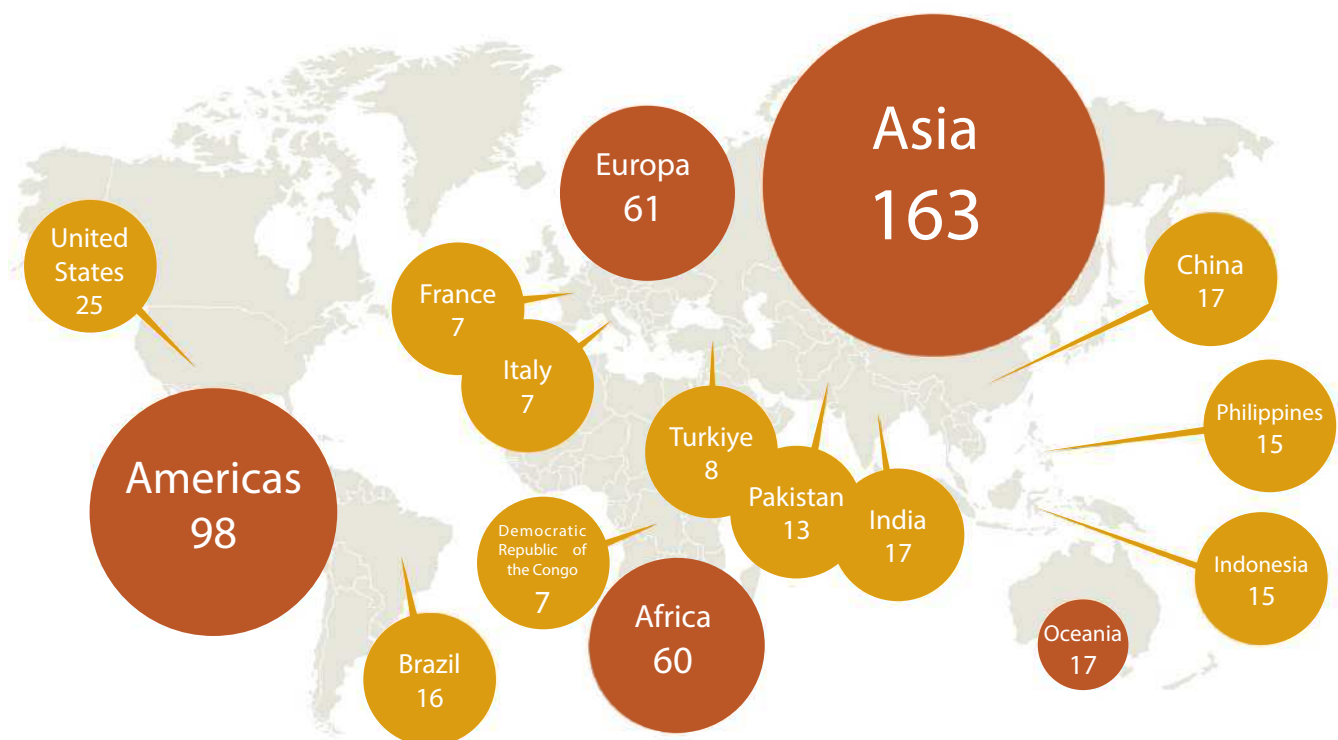 Asia
163
Europa
61
United
States
25
France
7
Italy
7
China
17
Philippines
15
Turkiye
8
Pakistan
13
India
17
Americas
98
Democratic
Republic of
the Congo
7
Indonesia
15
Africa
60
Oceania
17
Brazil
16